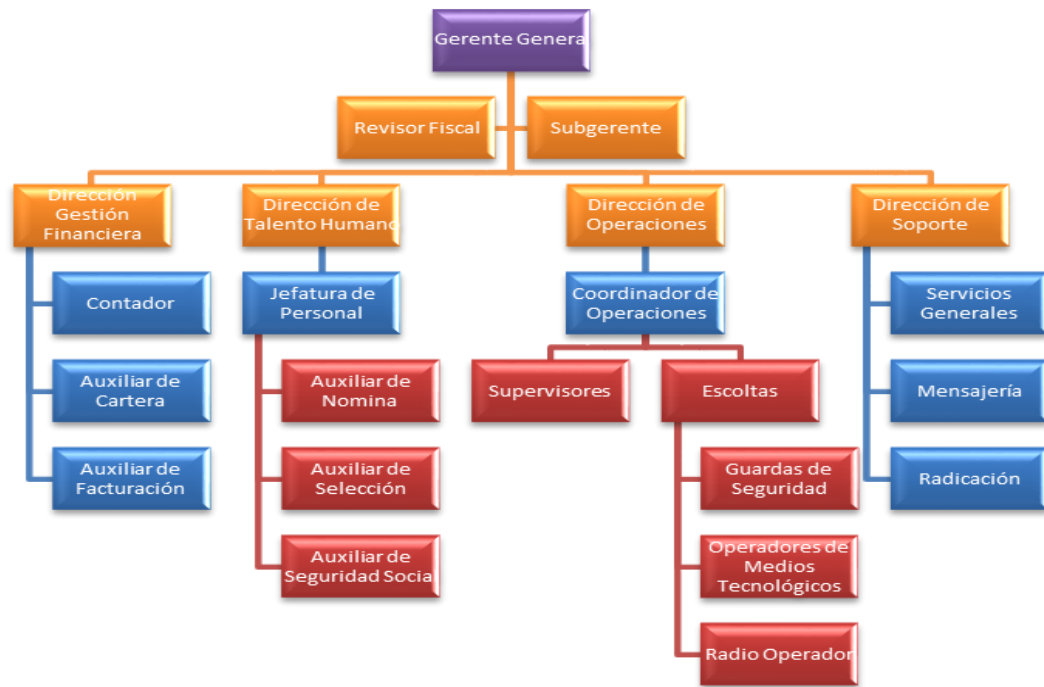 Gerente Genera
Revisor Fiscal
Subgerente
Dirección
Gestión
Financiera
Dirección de
Talento Humano
Dirección de
Operaciones
Dirección de
Soporte
Contador
Auxiliar de
Cartera
Auxiliar de
Facturación
Jefatura de
Personal
Auxiliar de
Nomina
Auxiliar de
Selección
Auxiliar de
Seguridad Social
Coordinador de
Operaciones
Supervisores
Escoltas
Guardas de
Seguridad
Operadores de
Medios
Tecnológicos
Radio Operador
Servicios
Generales
Mensajería
Radicación